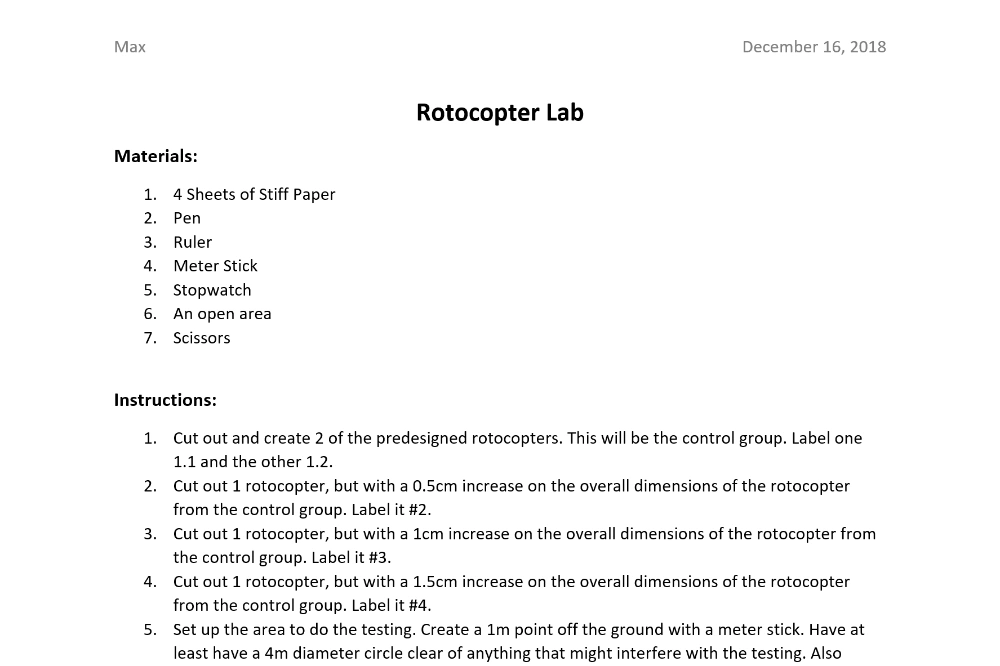 Max December 16, 2018
Rotocopter Lab
Materials:
1. 4 Sheets of Stiff Paper
2. Pen
3. Ruler
4. Meter Stick
5. Stopwatch
6. An open area
7. Scissors
Instructions:
1. Cut out and create 2 of the predesigned rotocopters. This will be the control group. Label one
1.1 and the other 1.2.
2. Cut out 1 rotocopter, but with a 0.5cm increase on the overall dimensions of the rotocopter
from the control group. Label it #2.
3. Cut out 1 rotocopter, but with a 1cm increase on the overall dimensions of the rotocopter from
the control group. Label it #3.
4. Cut out 1 rotocopter, but with a 1.5cm increase on the overall dimensions of the rotocopter
from the control group. Label it #4.
5. Set up the area to do the testing. Create a 1m point off the ground with a meter stick. Have at
least have a 4m diameter circle clear of anything that might interfere with the testing. Also